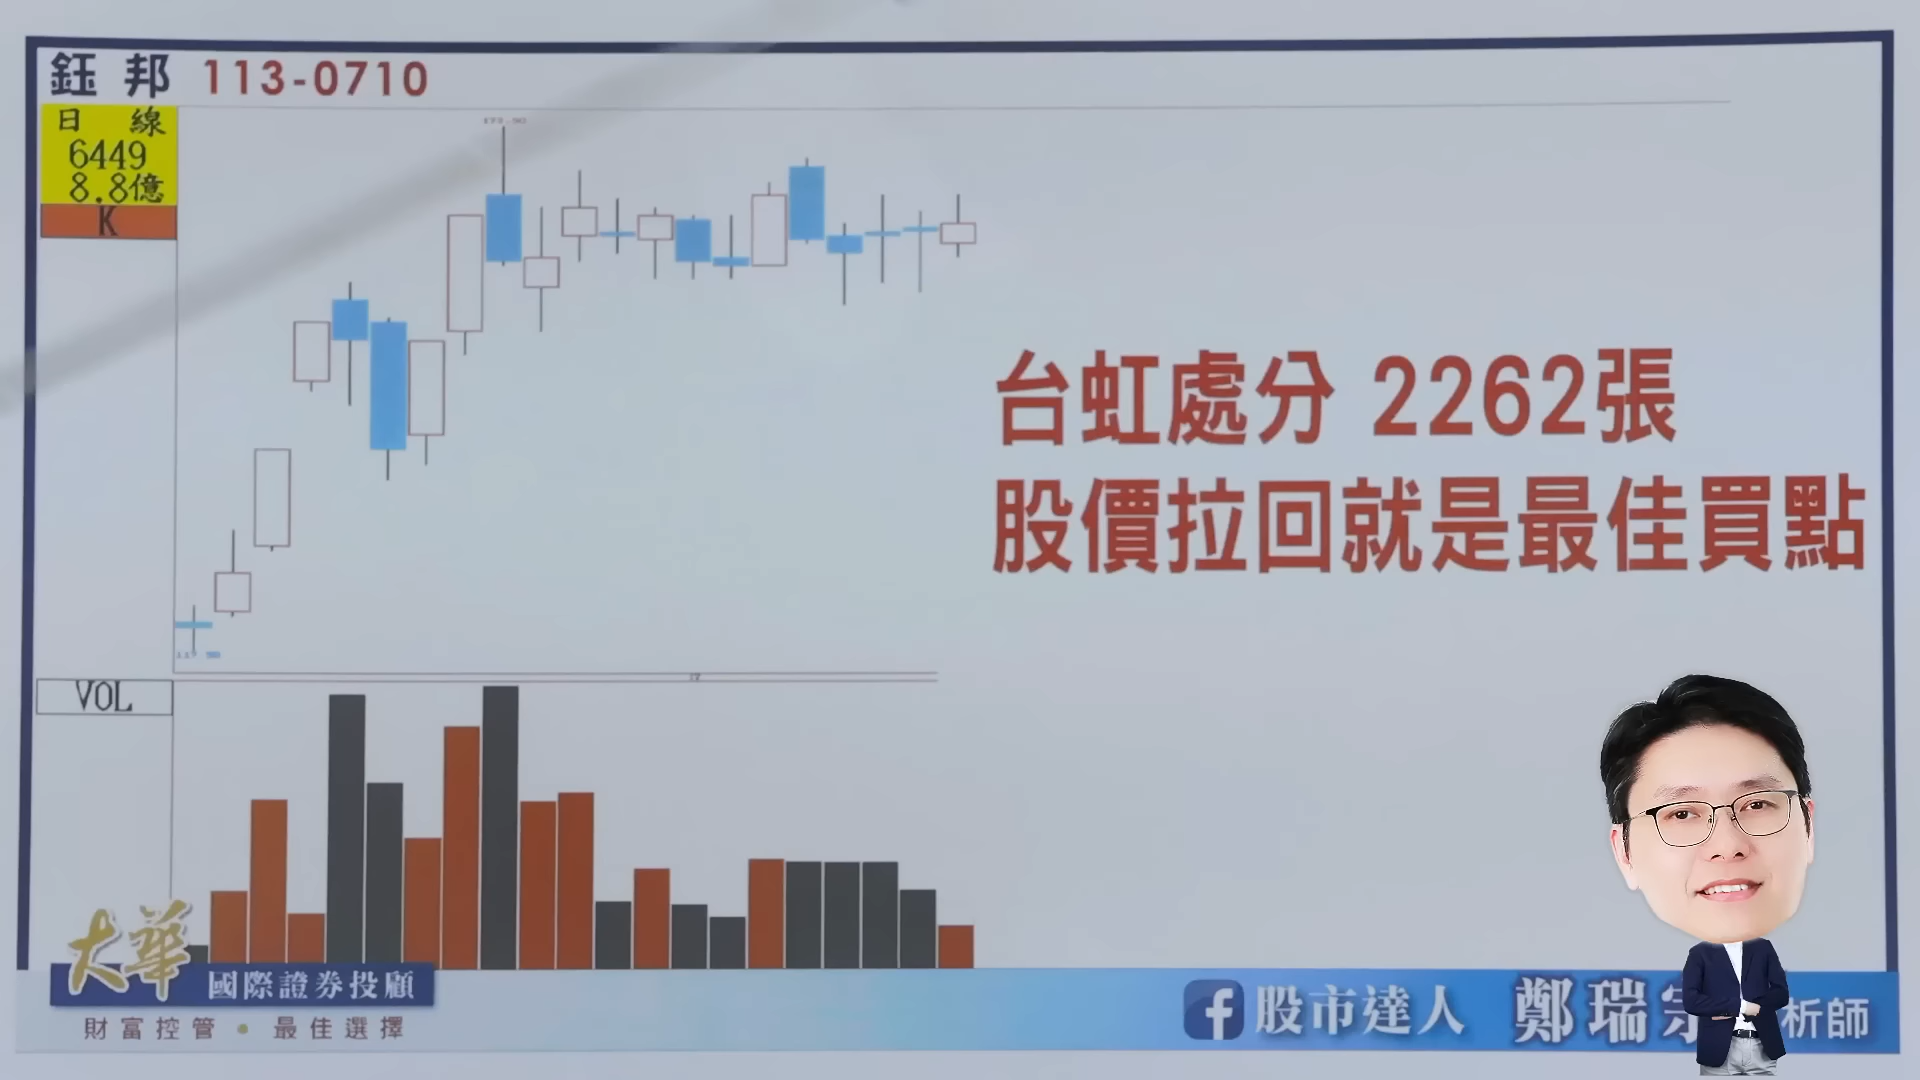 鈺邦 113-0710
日 線
6449
8.8億
K
台虹處分 2262張
股價拉回就是最佳買點
VOL
大華
國際證券投顧
財富控管 • 最佳選擇
股市達人 鄭瑞宗 析師